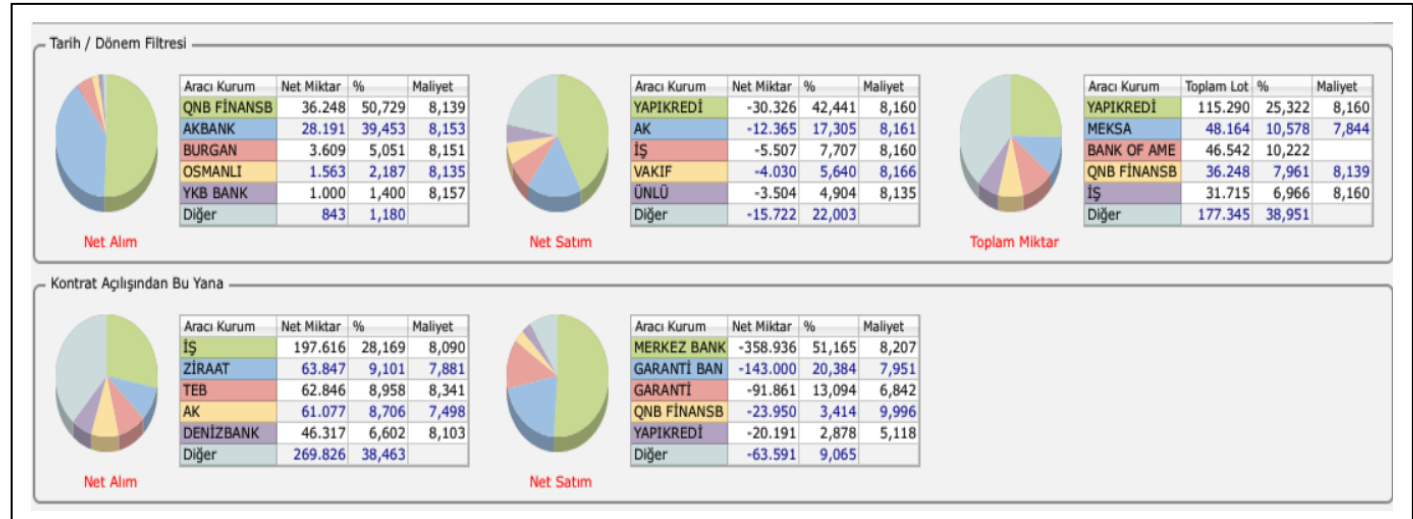 Tarih / Dönem Filtresi
Aracı Kurum Net Miktar % Maliyet
QNB FİNANSB 36.248 50,729 8,139
AKBANK 28.191 39,453 8,153
BURGAN 3.609 5,051 8,151
OSMANLI 1.563 2,187 8,135
YKB BANK 1.000 1,400 8,157
Diğer 843 1,180
Net Alım
Aracı Kurum Net Miktar % Maliyet
YAPIKREDİ -30.326 42,441 8,160
AK -12.365 17,305 8,161
İŞ -5.507 7,707 8,160
VAKIF -4.030 5,640 8,166
ÜNLÜ -3.504 4,904 8,135
Diğer -15.722 22,003
Net Satım
Aracı Kurum Toplam Lot % Maliyet
YAPIKREDİ 115.290 25,322 8,160
MEKSA 48.164 10,578 7,844
BANK OF AME 46.542 10,222
QNB FİNANSB 36.248 7,961 8,139
İŞ 31.715 6,966 8,160
Diğer 177.345 38,951
Toplam Miktar
Kontrat Açılışından Bu Yana
Aracı Kurum Net Miktar % Maliyet
İŞ 197.616 28,169 8,090
ZİRAAT 63.847 9,101 7,881
TEB 62.846 8,958 8,341
AK 61.077 8,706 7,498
DENİZBANK 46.317 6,602 8,103
Diğer 269.826 38,463
Net Alım
Aracı Kurum Net Miktar % Maliyet
MERKEZ BANK -358.936 51,165 8,207
GARANTİ BAN -143.000 20,384 7,951
GARANTİ -91.861 13,094 6,842
QNB FİNANSB -23.950 3,414 9,996
YAPIKREDİ -20.191 2,878 5,118
Diğer -63.591 9,065
Net Satım